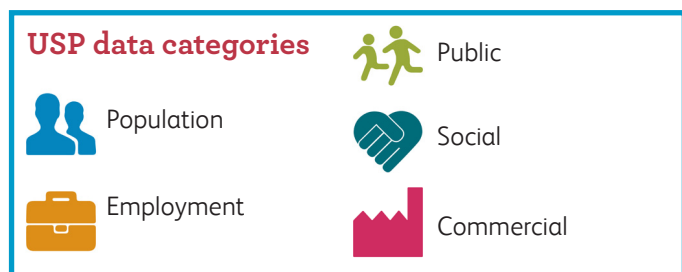 USP data categories
Population
Employment
Public
Social
Commercial